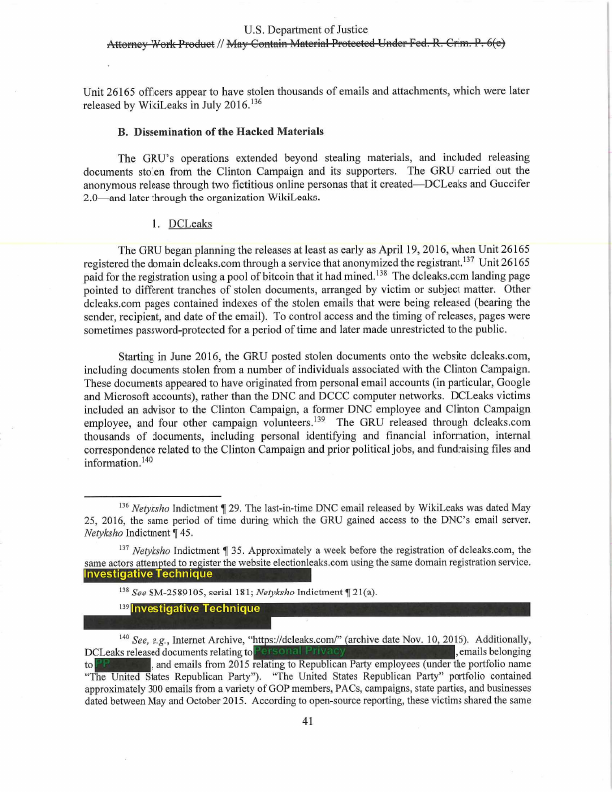 U.S. Department of Justice
Attorney Work Product // May Contain Material Protected Under Fed. R. Crim. P. 6(e)
Unit 26165 officers appear to have stolen thousands of emails and attachments, which were later
released by WikiLeaks in July 2016.136
B. Dissemination of the Hacked Materials
The GRU's operations extended beyond stealing materials, and included releasing
documents stolen from the Clinton Campaign and its supporters. The GRU carried out the
anonymous release through two fictitious online personas that it created—DCLeaks and Guccifer
2.0—and later through the organization WikiLeaks.
1. DCLeaks
The GRU began planning the releases at least as early as April 19, 2016, when Unit 26165
registered the domain dcleaks.com through a service that anonymized the registrant.137 Unit 26165
paid for the registration using a pool of bitcoin that it had mined.138 The dcleaks.com landing page
pointed to different tranches of stolen documents, arranged by victim or subject matter. Other
dcleaks.com pages contained indexes of the stolen emails that were being released (bearing the
sender, recipient, and date of the email). To control access and the timing of releases, pages were
sometimes password-protected for a period of time and later made unrestricted to the public.
Starting in June 2016, the GRU posted stolen documents onto the website dcleaks.com,
including documents stolen from a number of individuals associated with the Clinton Campaign.
These documents appeared to have originated from personal email accounts (in particular, Google
and Microsoft accounts), rather than the DNC and DCCC computer networks. DCLeaks victims
included an advisor to the Clinton Campaign, a former DNC employee and Clinton Campaign
employee, and four other campaign volunteers.139 The GRU released through dcleaks.com
thousands of documents, including personal identifying and financial information, internal
correspondence related to the Clinton Campaign and prior political jobs, and fundraising files and
information.140
136 Netyksho Indictment ¶ 29. The last-in-time DNC email released by WikiLeaks was dated May
25, 2016, the same period of time during which the GRU gained access to the DNC's email server.
Netyksho Indictment ¶ 45.
137 Netyksho Indictment ¶ 35. Approximately a week before the registration of dcleaks.com, the
same actors attempted to register the website electionleaks.com using the same domain registration service.
Investigative Technique
138 See SM-2589105, serial 181; Netyksho Indictment ¶ 21(a).
139 Investigative Technique
140 See, e.g., Internet Archive, "https://dcleaks.com/" (archive date Nov. 10, 2015). Additionally,
DCLeaks released documents relating to Personal Privacy, emails belonging
to PP, and emails from 2015 relating to Republican Party employees (under the portfolio name
"The United States Republican Party"). "The United States Republican Party" portfolio contained
approximately 300 emails from a variety of GOP members, PACs, campaigns, state parties, and businesses
dated between May and October 2015. According to open-source reporting, these victims shared the same
41